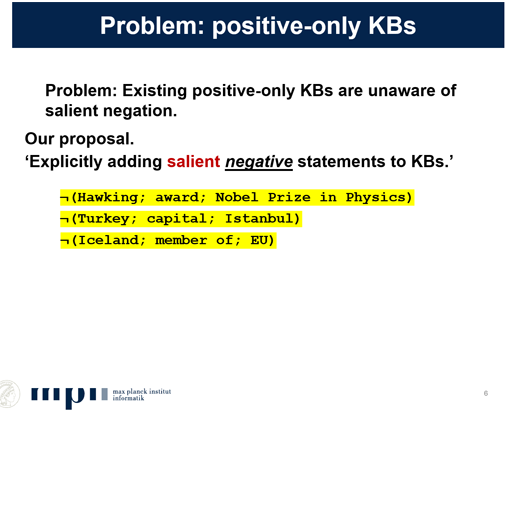 Problem: positive-only KBs
Problem: Existing positive-only KBs are unaware of
salient negation.
Our proposal.
‘Explicitly adding salient negative statements to KBs.’
¬(Hawking; award; Nobel Prize in Physics)
¬(Turkey; capital; Istanbul)
¬(Iceland; member of; EU)
max planck institut
informatik
6